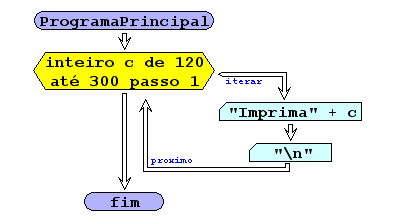 ProgramaPrincipal
inteiro c de 120
até 300 passo 1
iterar
"Imprima" + c
"\n"
proximo
fim